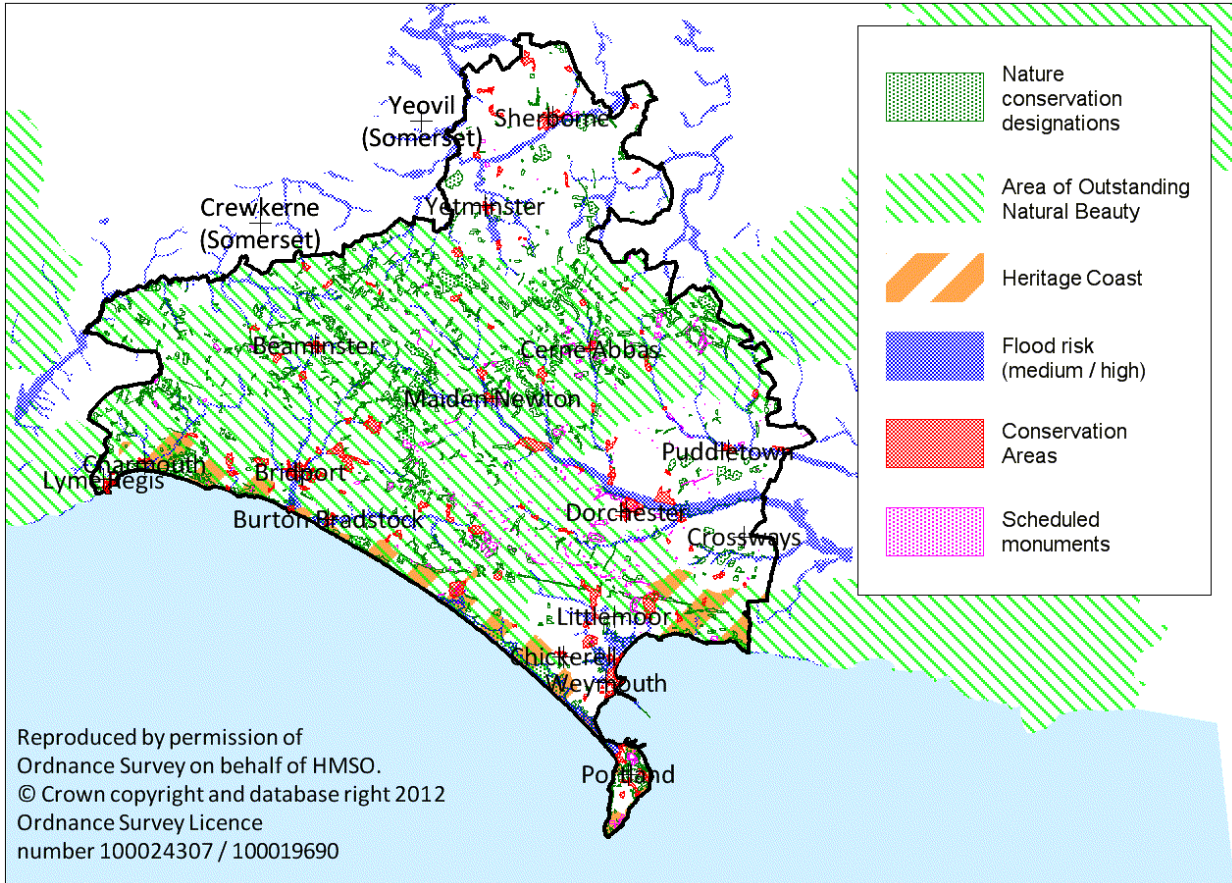 Nature
conservation
designations
Area of Outstanding
Natural Beauty
Heritage Coast
Flood risk
(medium / high)
Conservation
Areas
Scheduled
monuments
Yeovil
(Somerset)
Sherborne
Crewkerne
(Somerset)
Yetminster
Beaminster
Cerne Abbas
Maiden Newton
Puddletown
Charmouth
Lyme Regis
Bridport
Burton Bradstock
Dorchester
Crossways
Littlemoor
Chickerell
Weymouth
Portland
Reproduced by permission of
Ordnance Survey on behalf of HMSO.
© Crown copyright and database right 2012
Ordnance Survey Licence
number 100024307 / 100019690